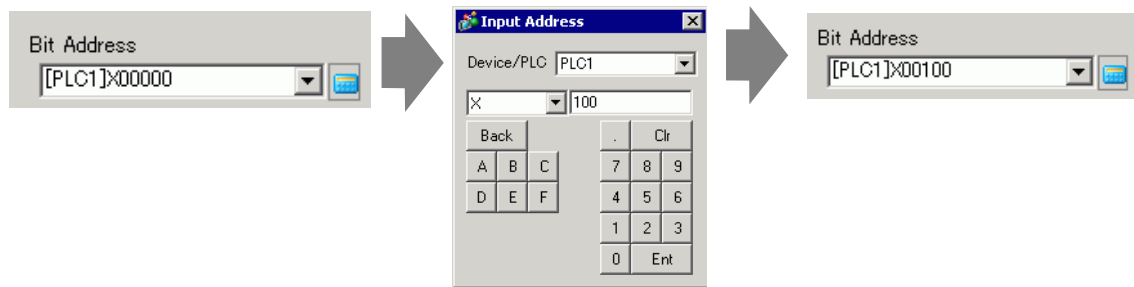 Bit Address
[PLC1]X00000
Input Address
Device/PLC PLC1
X 100
Back . Clr
A B C 7 8 9
D E F 4 5 6
1 2 3
0 Ent
Bit Address
[PLC1]X00100